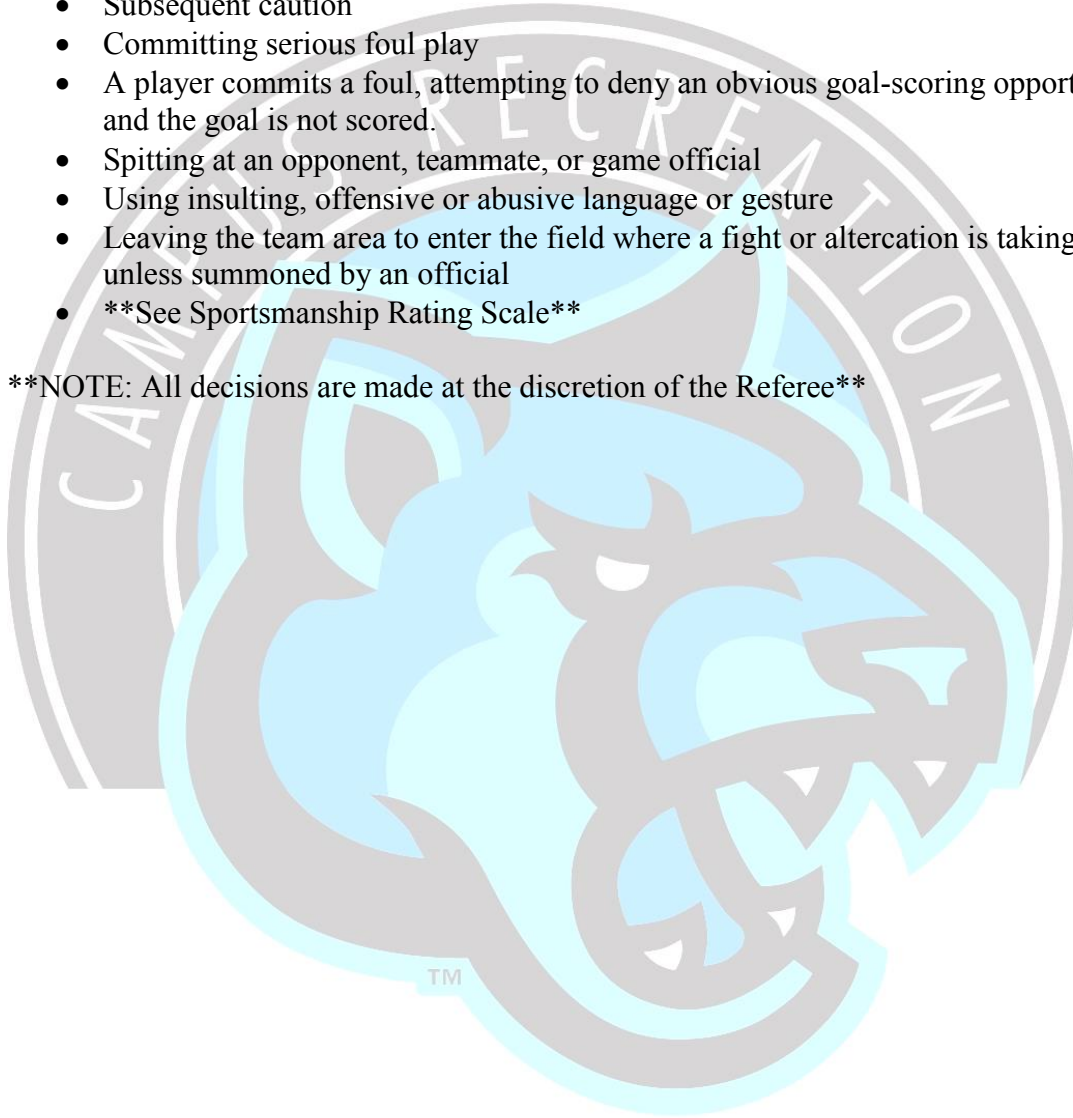 • Subsequent caution
• Committing serious foul play
• A player commits a foul, attempting to deny an obvious goal-scoring opport
and the goal is not scored.
• Spitting at an opponent, teammate, or game official
• Using insulting, offensive or abusive language or gesture
• Leaving the team area to enter the field where a fight or altercation is taking
unless summoned by an official
• **See Sportsmanship Rating Scale**
**NOTE: All decisions are made at the discretion of the Referee**
CAMPUS RECREATION
TM